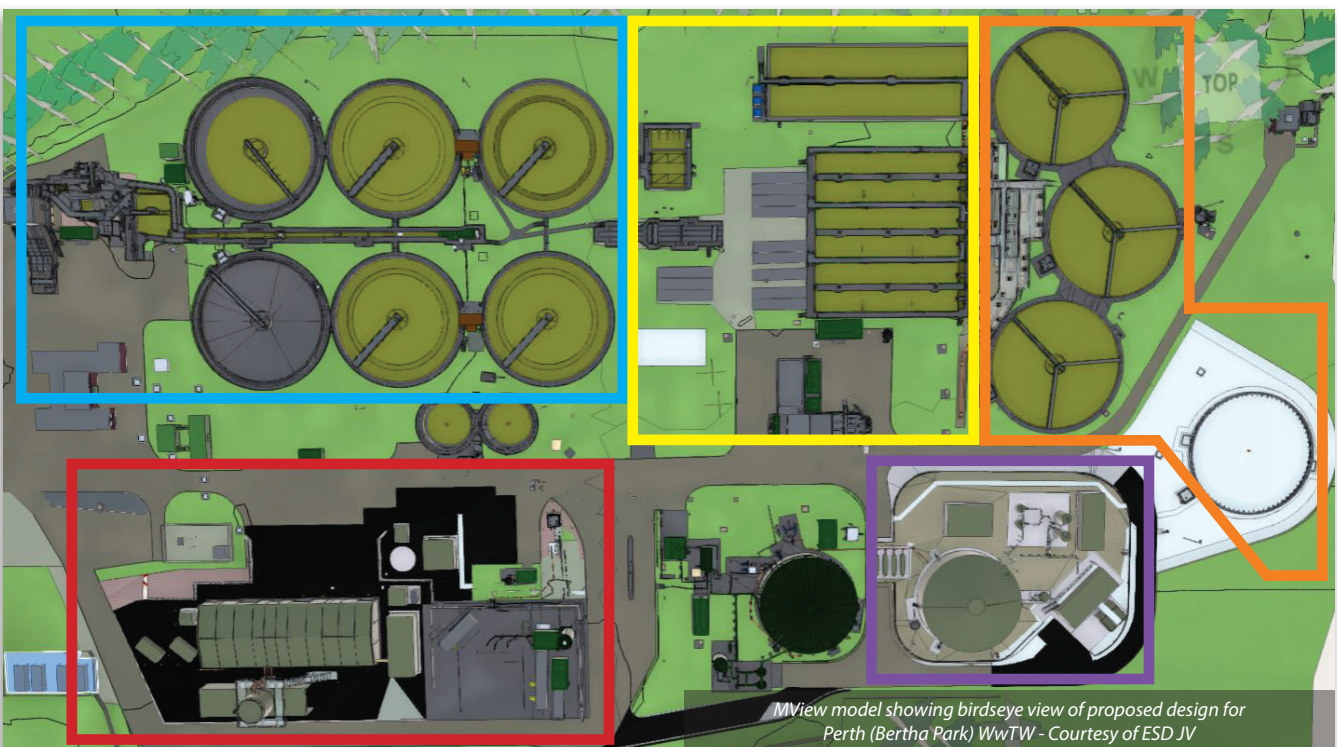 W
TOP
E
S
MView model showing birdseye view of proposed design for
Perth (Bertha Park) WwTW - Courtesy of ESD JV